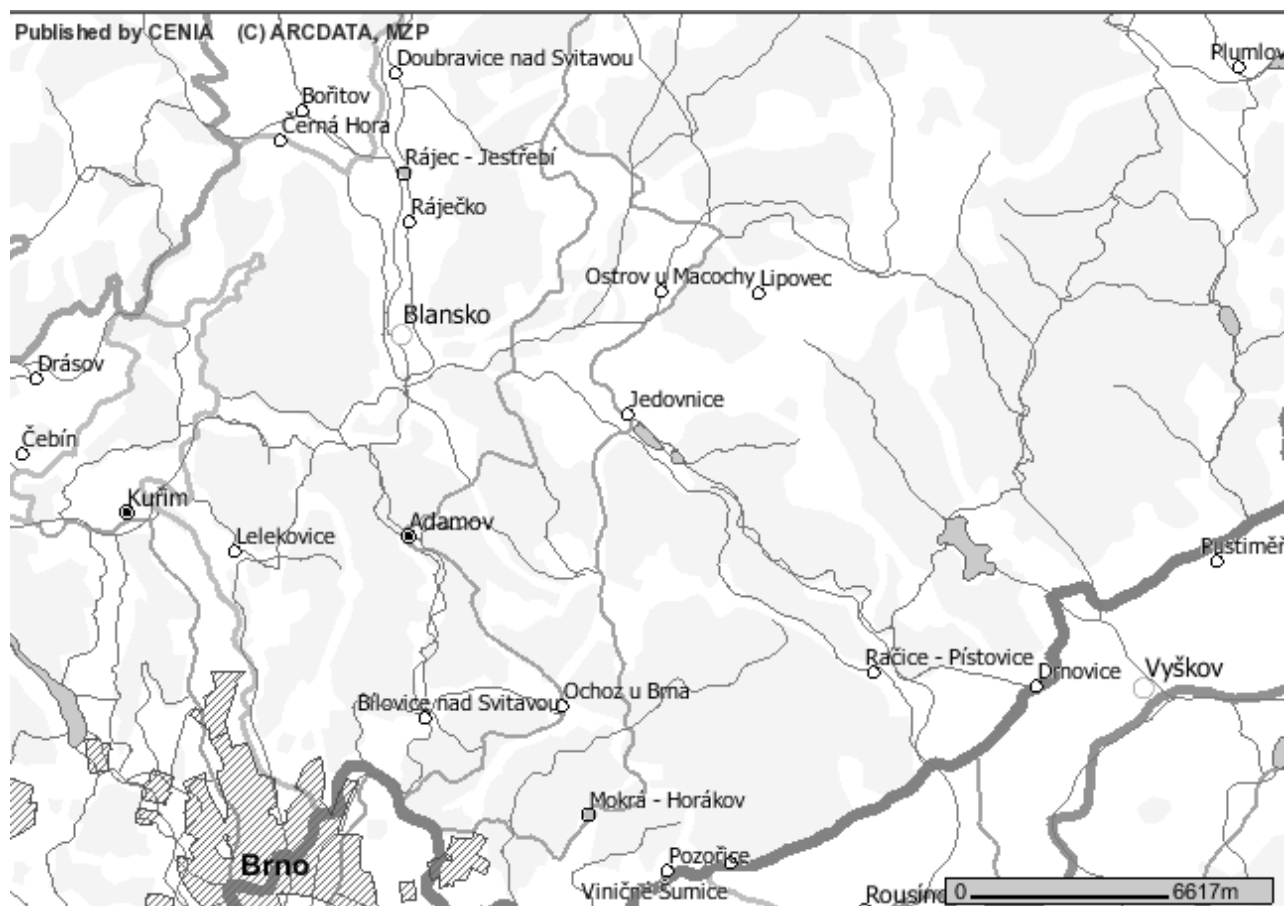 Published by CENIA (C) ARCDATA, MZP
Doubravice nad Svitavou
Plumlov
Bořitov
Černá Hora
Rájec - Jestřebí
Ráječko
Ostrov u Macochy
Lipovec
Blansko
Drásov
Jedovnice
Čebín
Kuřim
Adamov
Lelekovice
Pustiměř
Račice - Pístovice
Drnovice
Vyškov
Ochoz u Brna
Bílovice nad Svitavou
Mokrá - Horákov
Brno
Pozořice
Viničné Šumice
0 6617m